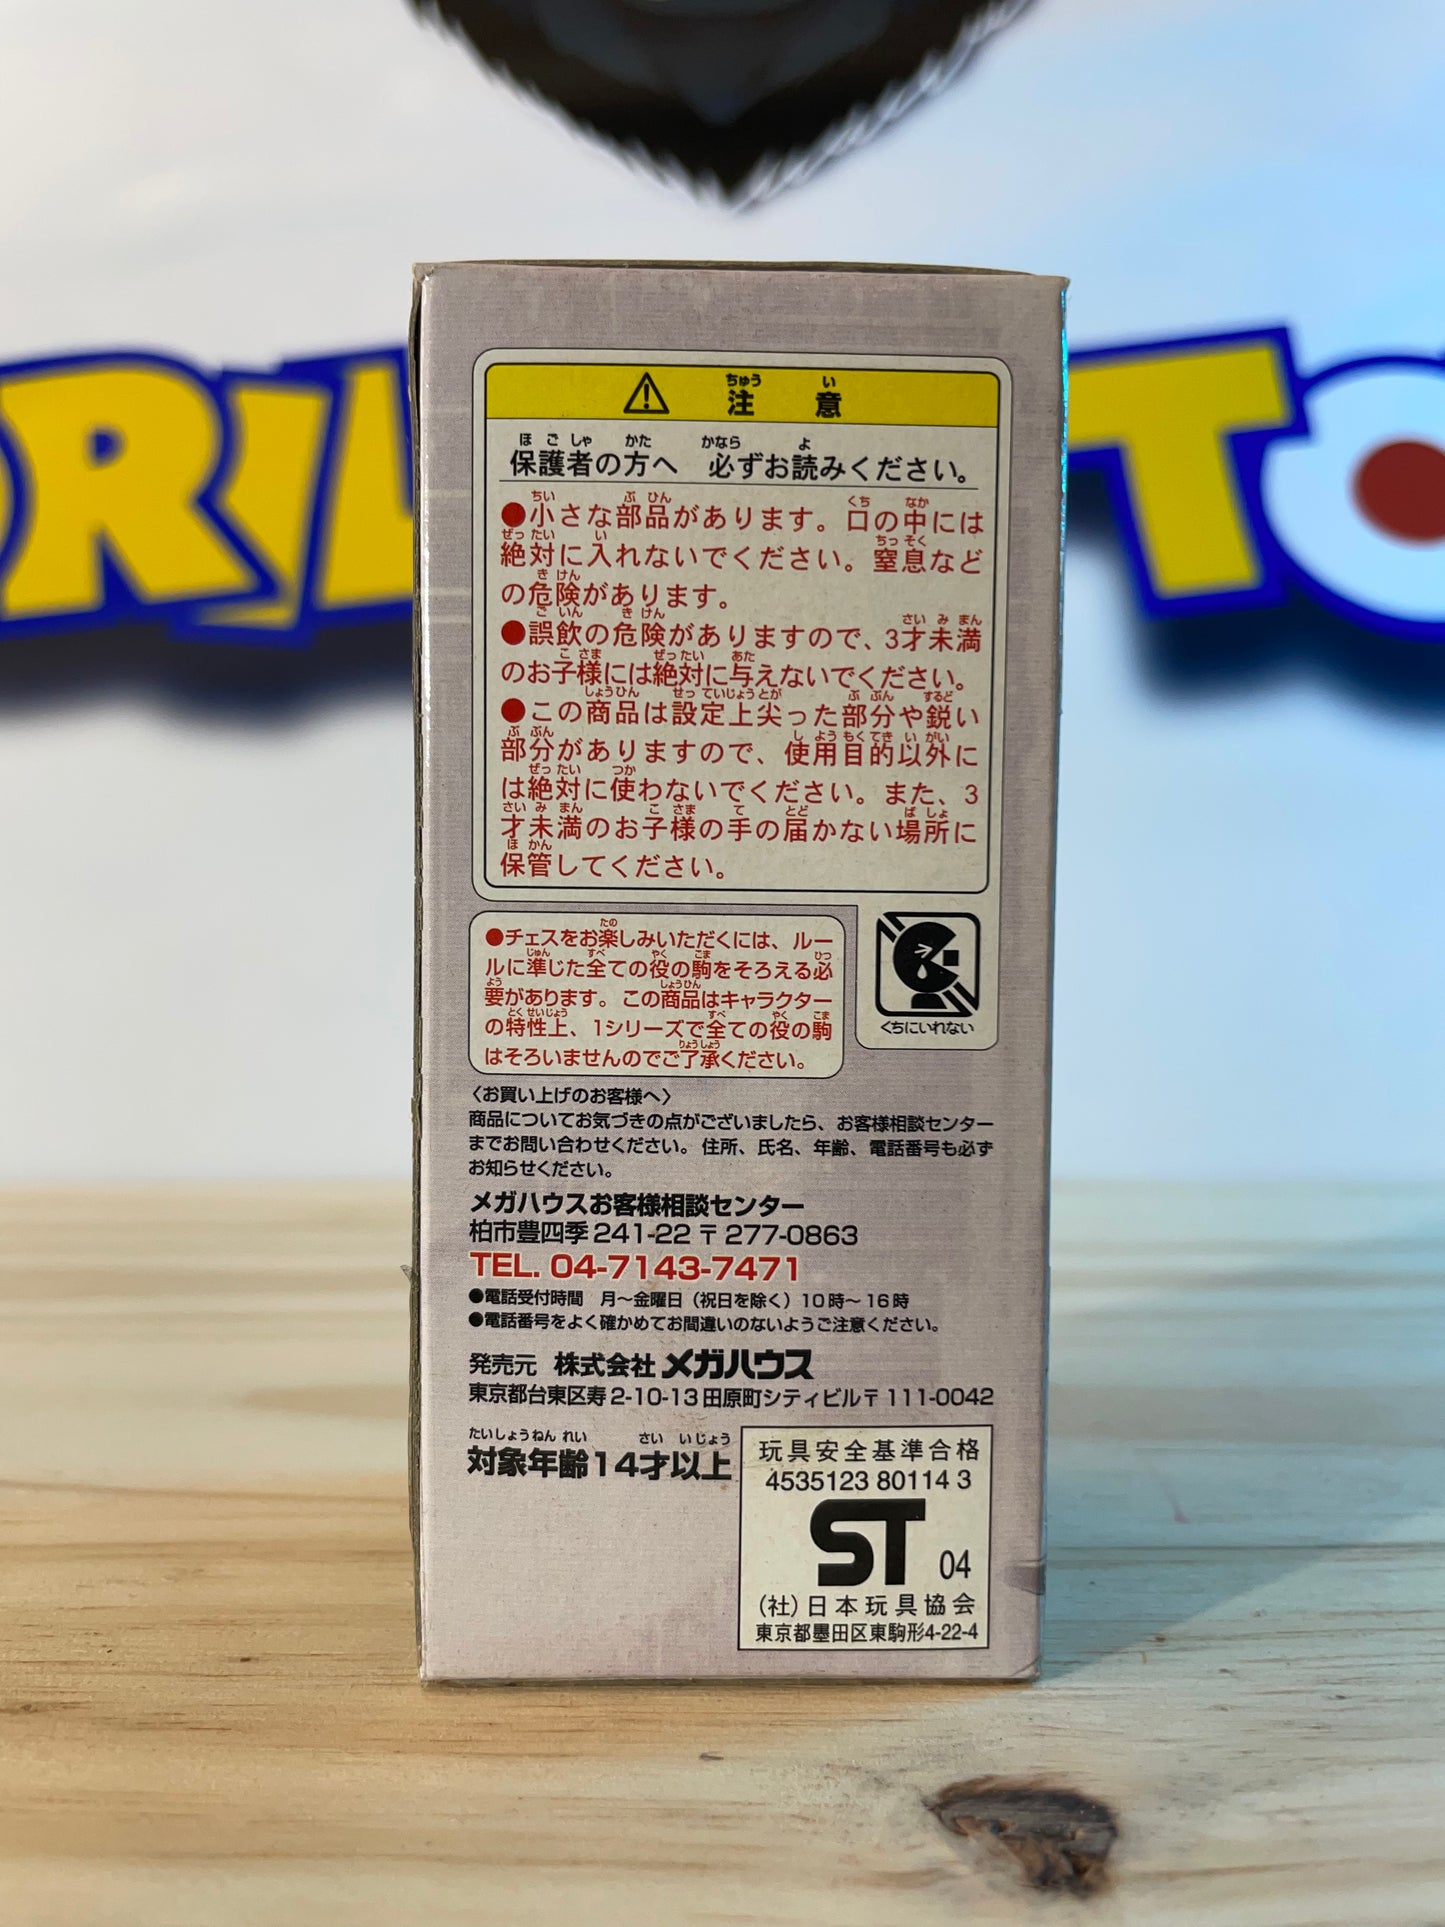 注意
保護者の方へ 必ずお読みください。
●小さな部品があります。口の中には
絶対に入れないでください。窒息など
の危険があります。
●誤飲の危険がありますので、3才未満
のお子様には絶対に与えないでください。
●この商品は設定上尖った部分や鋭い
部分がありますので、使用目的以外に
は絶対に使わないでください。また、3
才未満のお子様の手の届かない場所に
保管してください。
●チェスをお楽しみいただくには、ルー
ルに準じた全ての役の駒をそろえる必
要があります。この商品はキャラクター
の特性上、1シリーズで全ての役の駒
はそろいませんのでご了承ください。
くちにいれない
〈お買い上げのお客様へ〉
商品についてお気づきの点がございましたら、お客様相談センター
までお問い合わせください。住所、氏名、年齢、電話番号も必ず
お知らせください。
メガハウスお客様相談センター
柏市豊四季241-22 〒277-0863
TEL. 04-7143-7471
●電話受付時間 月〜金曜日（祝日を除く）10時〜16時
●電話番号をよく確かめてお間違いのないようご注意ください。
発売元 株式会社 メガハウス
東京都台東区寿2-10-13田原町シティビル〒111-0042
対象年齢14才以上
玩具安全基準合格
4535123 80114 3
ST 04
(社)日本玩具協会
東京都墨田区東駒形4-22-4